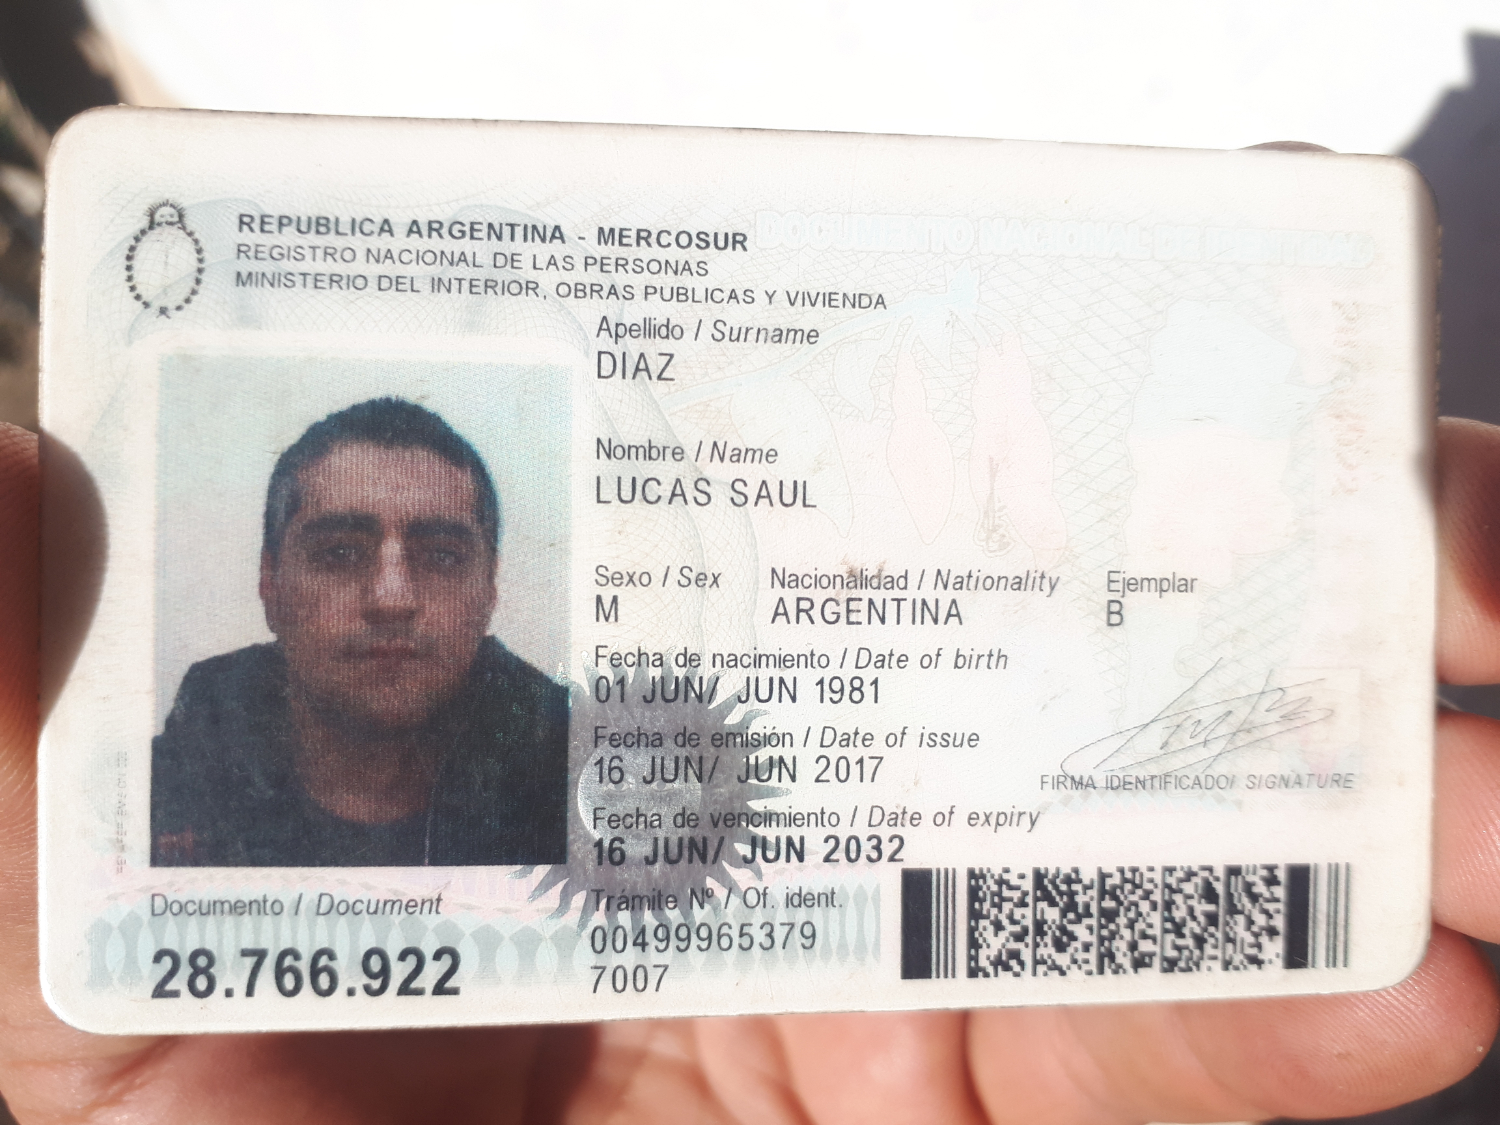 REPUBLICA ARGENTINA - MERCOSUR
REGISTRO NACIONAL DE LAS PERSONAS
MINISTERIO DEL INTERIOR, OBRAS PUBLICAS Y VIVIENDA
DOCUMENTO NACIONAL DE IDENTIDAD
Apellido / Surname
DIAZ
Nombre / Name
LUCAS SAUL
Sexo / Sex Nacionalidad / Nationality Ejemplar
M ARGENTINA B
Fecha de nacimiento / Date of birth
01 JUN/ JUN 1981
Fecha de emisión / Date of issue
16 JUN/ JUN 2017
FIRMA IDENTIFICADO/ SIGNATURE
Fecha de vencimiento / Date of expiry
16 JUN/ JUN 2032
Documento / Document
28.766.922
Trámite Nº / Of. ident.
00499965379
7007